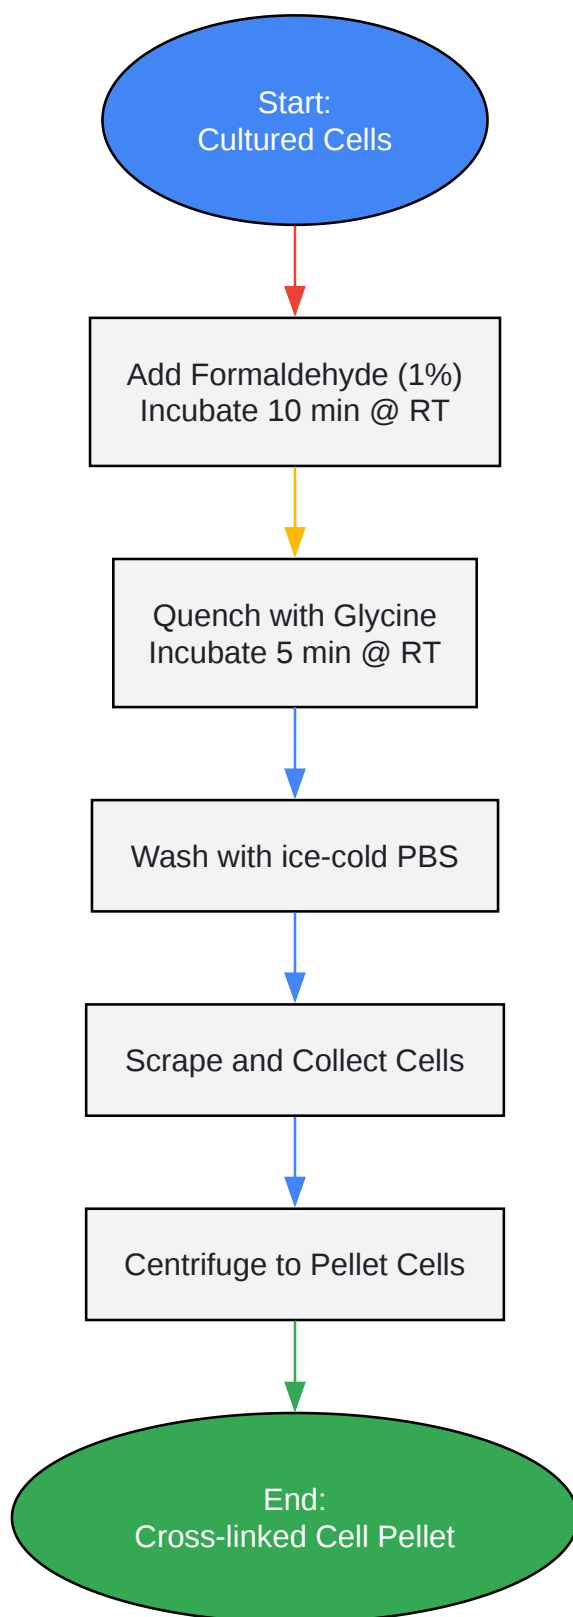 Start:
Cultured Cells
Add Formaldehyde (1%)
Incubate 10 min @ RT
Quench with Glycine
Incubate 5 min @ RT
Wash with ice-cold PBS
Scrape and Collect Cells
Centrifuge to Pellet Cells
End:
Cross-linked Cell Pellet